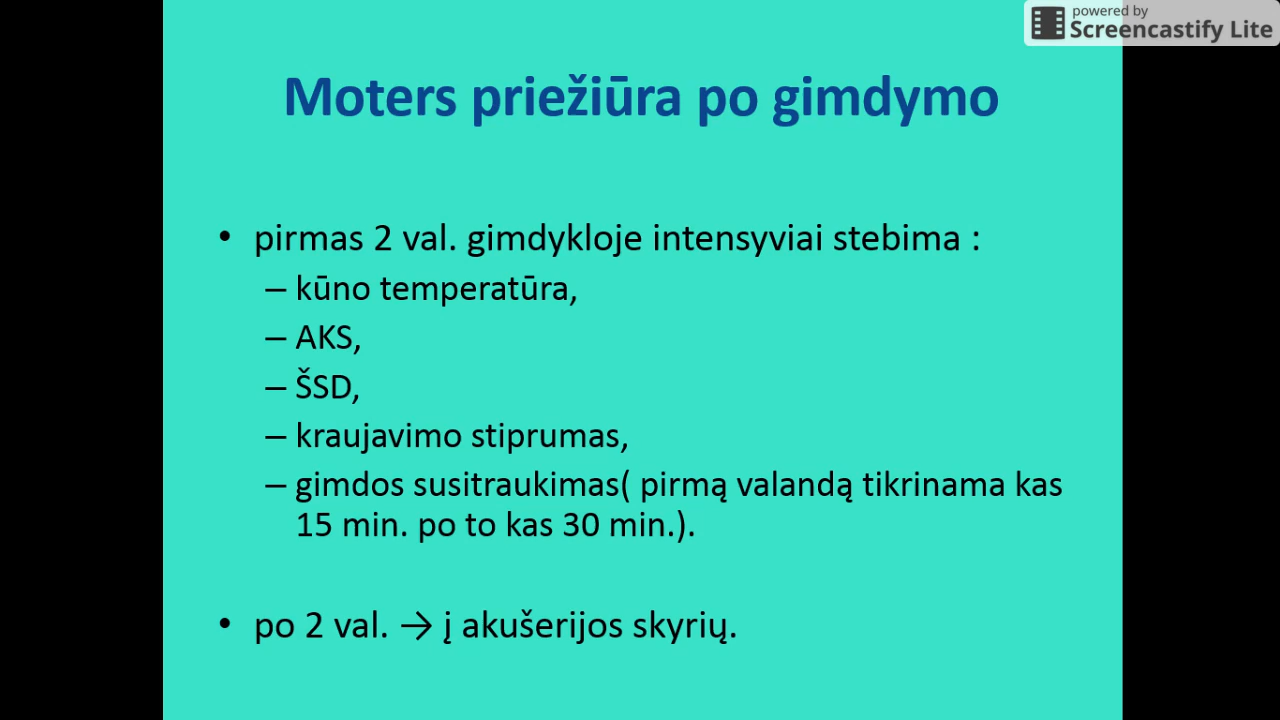 powered by
Screencastify Lite
Moters priežiūra po gimdymo
• pirmas 2 val. gimdykloje intensyviai stebima :
– kūno temperatūra,
– AKS,
– ŠSD,
– kraujavimo stiprumas,
– gimdos susitraukimas( pirmą valandą tikrinama kas
15 min. po to kas 30 min.).
• po 2 val. → į akušerijos skyrių.